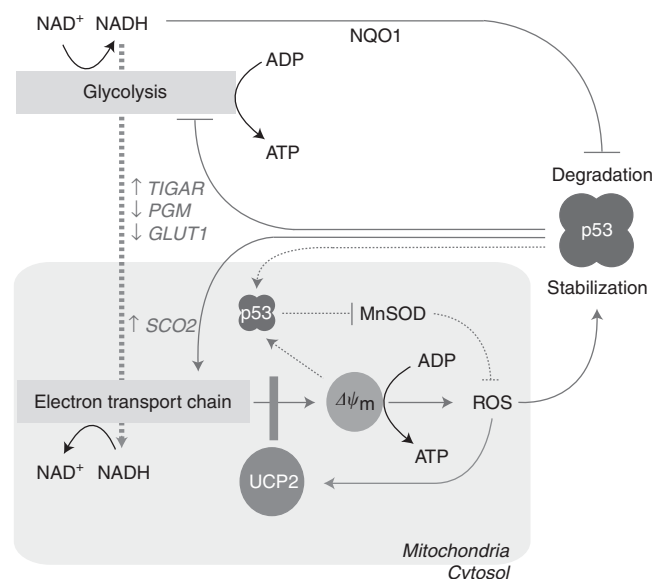 NAD+ NADH
NQO1
ADP
Glycolysis
ATP
Degradation
↑ TIGAR
↓ PGM
↓ GLUT1
p53
Stabilization
p53
MnSOD
↑ SCO2
ADP
Electron transport chain
Δψm
ROS
ATP
NAD+ NADH
UCP2
Mitochondria
Cytosol